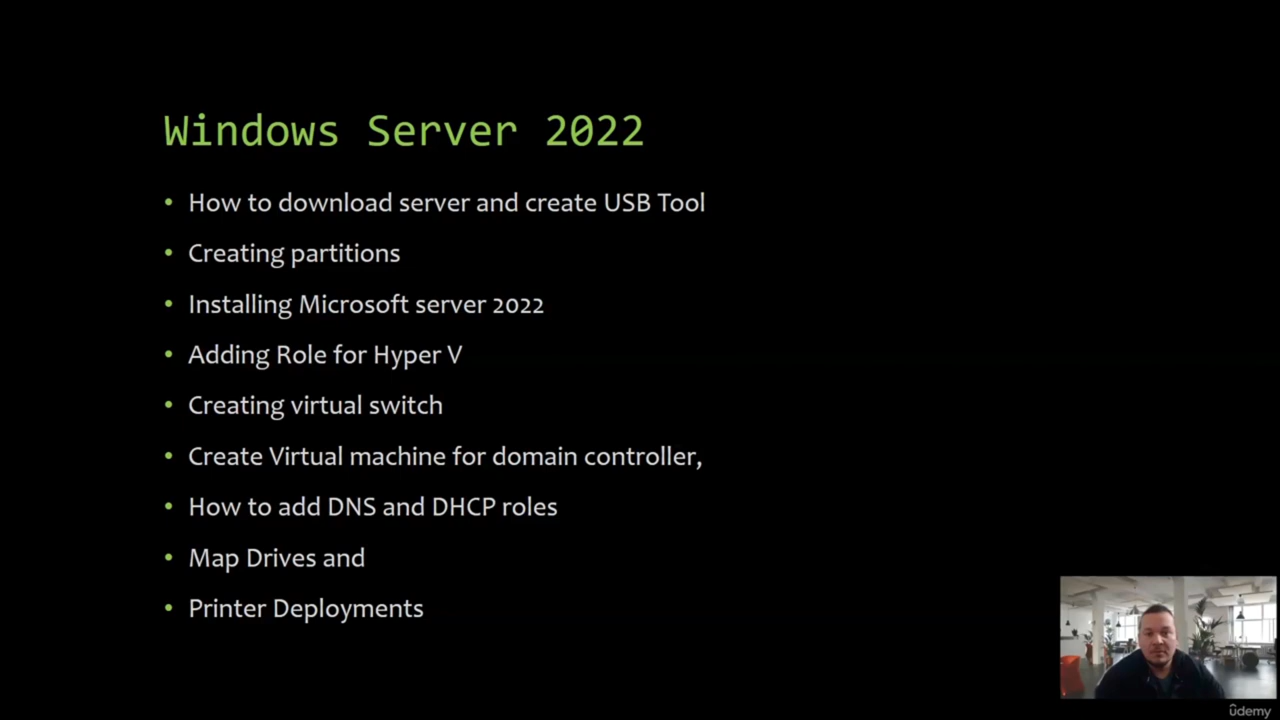 Windows Server 2022
• How to download server and create USB Tool
• Creating partitions
• Installing Microsoft server 2022
• Adding Role for Hyper V
• Creating virtual switch
• Create Virtual machine for domain controller,
• How to add DNS and DHCP roles
• Map Drives and
• Printer Deployments
ûdemy